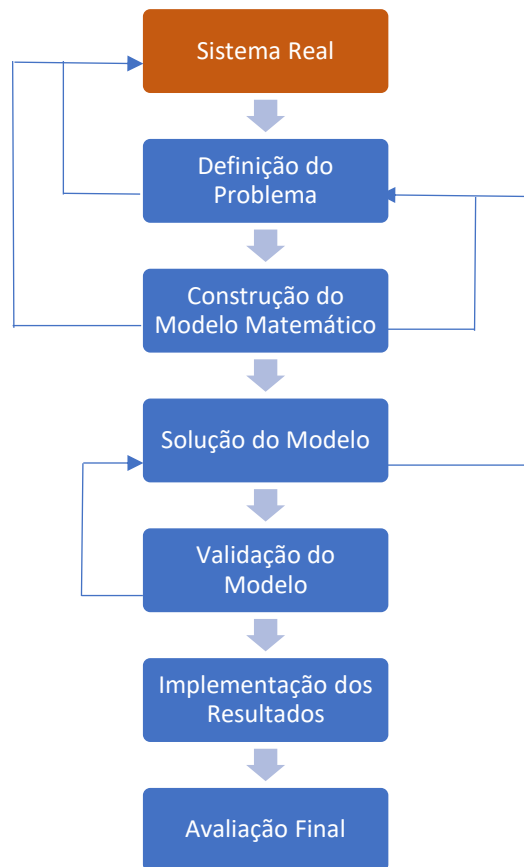 Sistema Real
Definição do
Problema
Construção do
Modelo Matemático
Solução do Modelo
Validação do
Modelo
Implementação dos
Resultados
Avaliação Final